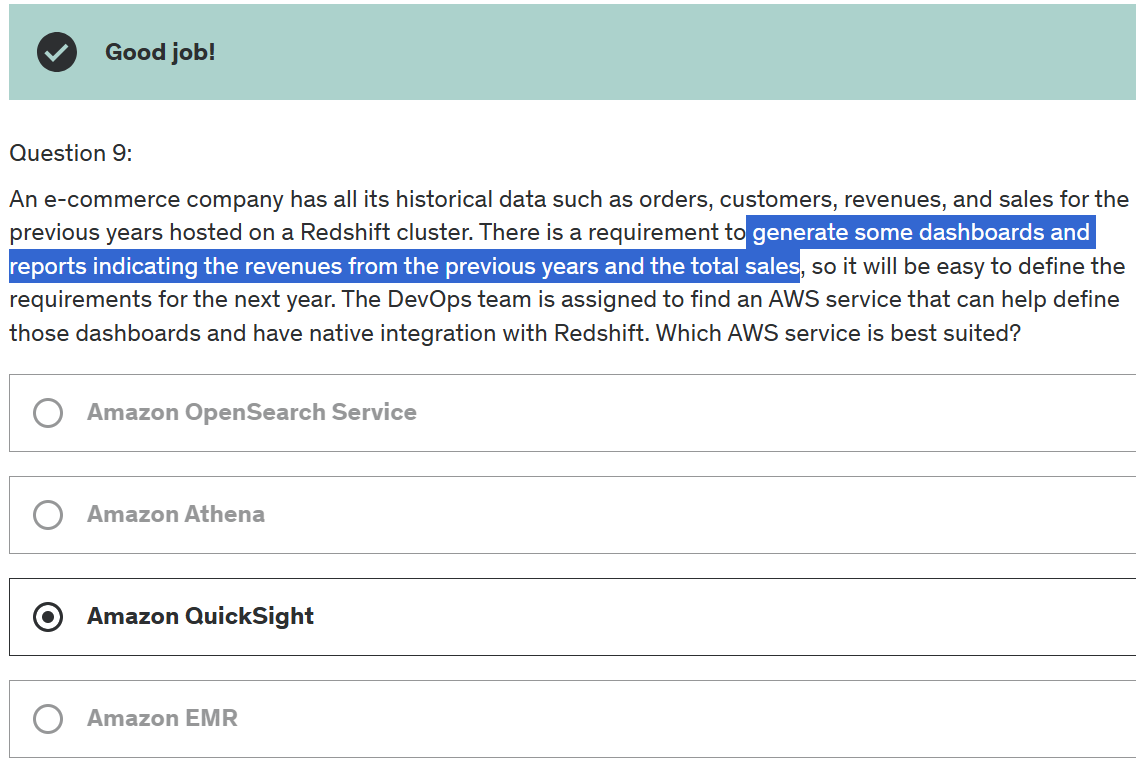 Good job!
Question 9:
An e-commerce company has all its historical data such as orders, customers, revenues, and sales for the
previous years hosted on a Redshift cluster. There is a requirement to generate some dashboards and
reports indicating the revenues from the previous years and the total sales, so it will be easy to define the
requirements for the next year. The DevOps team is assigned to find an AWS service that can help define
those dashboards and have native integration with Redshift. Which AWS service is best suited?
Amazon OpenSearch Service
Amazon Athena
Amazon QuickSight
Amazon EMR